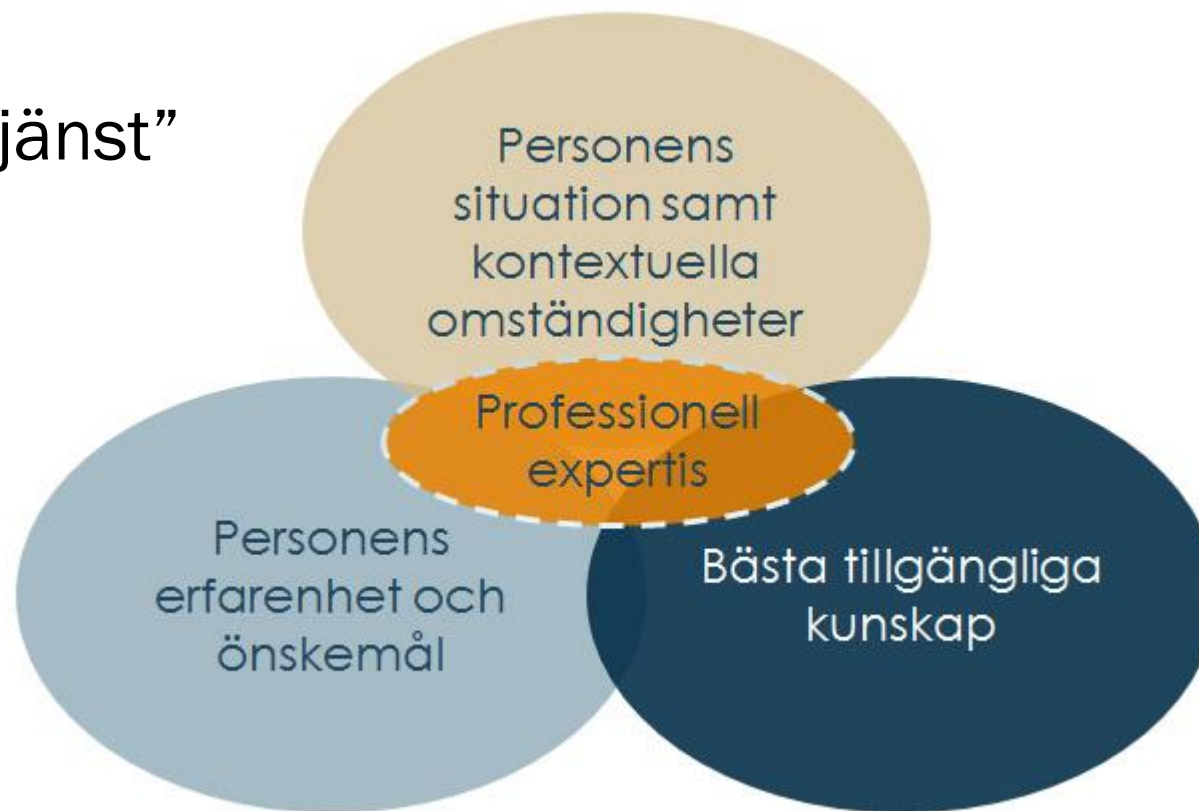 jänst”
Personens
situation samt
kontextuella
omständigheter
Professionell
expertis
Personens
erfarenhet och
önskemål
Bästa tillgängliga
kunskap